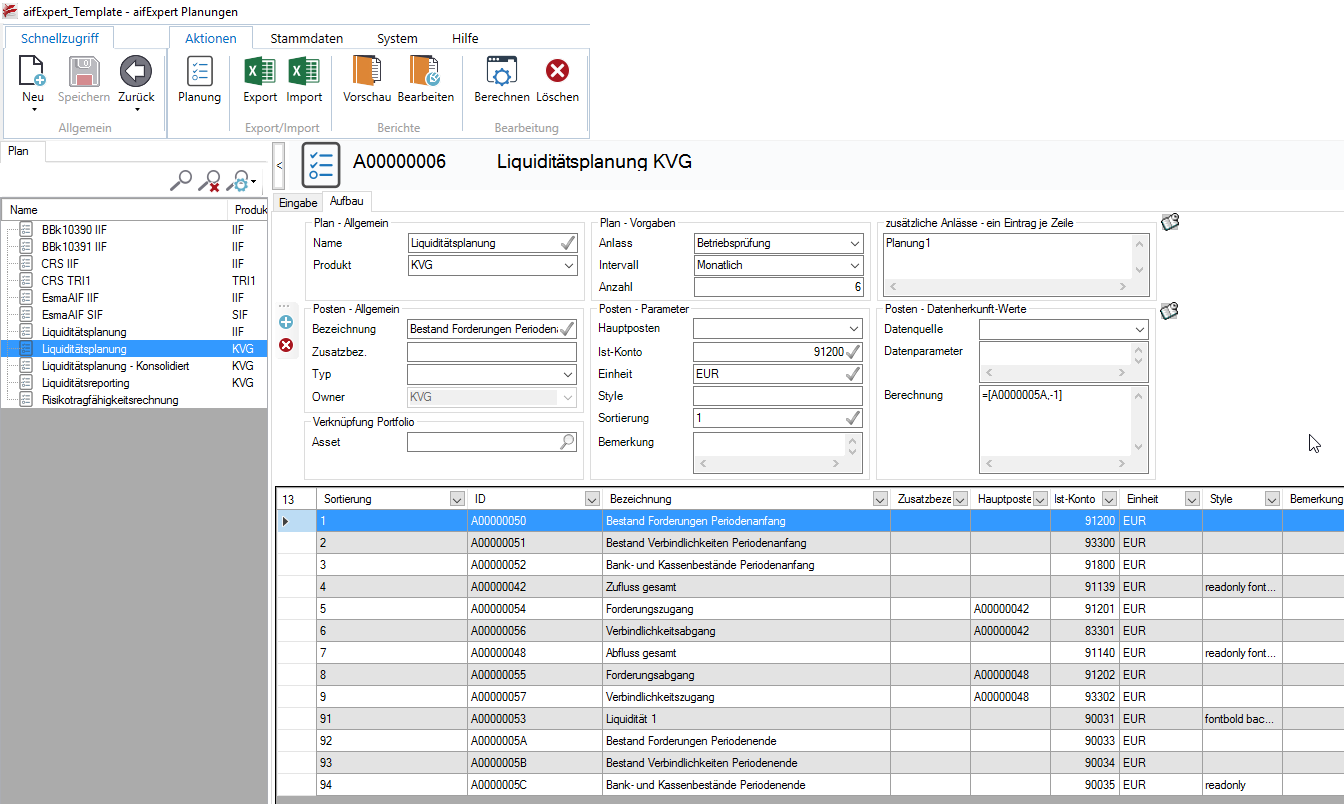 aifExpert_Template - aifExpert Planungen
Schnellzugriff Aktionen Stammdaten System Hilfe
Neu Speichern Zurück Planung Export Import Vorschau Bearbeiten Berechnen Löschen
Allgemein Export/Import Berichte Bearbeitung
Plan
A00000006 Liquiditätsplanung KVG
Name Produk
BBk10390 IIF IIF
BBk10391 IIF IIF
CRS IIF IIF
CRS TRI1 TRI1
EsmaAIF IIF IIF
EsmaAIF SIF SIF
Liquiditätsplanung IIF
Liquiditätsplanung KVG
Liquiditätsplanung - Konsolidiert KVG
Liquiditätsreporting KVG
Risikotragfähigkeitsrechnung
Eingabe Aufbau
Plan - Allgemein
Name Liquiditätsplanung
Produkt KVG
Plan - Vorgaben
Anlass Betriebsprüfung
Intervall Monatlich
Anzahl 6
zusätzliche Anlässe - ein Eintrag je Zeile
Planung1
Posten - Allgemein
Bezeichnung Bestand Forderungen Perioden
Zusatzbez.
Typ
Owner KVG
Verknüpfung Portfolio
Asset
Posten - Parameter
Hauptposten
Ist-Konto 91200
Einheit EUR
Style
Sortierung 1
Bemerkung
Posten - Datenherkunft-Werte
Datenquelle
Datenparameter
Berechnung =[A0000005A,-1]
13 Sortierung ID Bezeichnung Zusatzbeze Hauptposte Ist-Konto Einheit Style Bemerkung
1 A00000050 Bestand Forderungen Periodenanfang 91200 EUR
2 A00000051 Bestand Verbindlichkeiten Periodenanfang 93300 EUR
3 A00000052 Bank- und Kassenbestände Periodenanfang 91800 EUR
4 A00000042 Zufluss gesamt 91139 EUR readonly font...
5 A00000054 Forderungszugang A00000042 91201 EUR
6 A00000056 Verbindlichkeitsabgang A00000042 83301 EUR
7 A00000048 Abfluss gesamt 91140 EUR readonly font...
8 A00000055 Forderungsabgang A00000048 91202 EUR
9 A00000057 Verbindlichkeitszugang A00000048 93302 EUR
91 A00000053 Liquidität 1 90031 EUR fontbold bac...
92 A0000005A Bestand Forderungen Periodenende 90033 EUR
93 A0000005B Bestand Verbindlichkeiten Periodenende 90034 EUR
94 A0000005C Bank- und Kassenbestände Periodenende 90035 EUR readonly